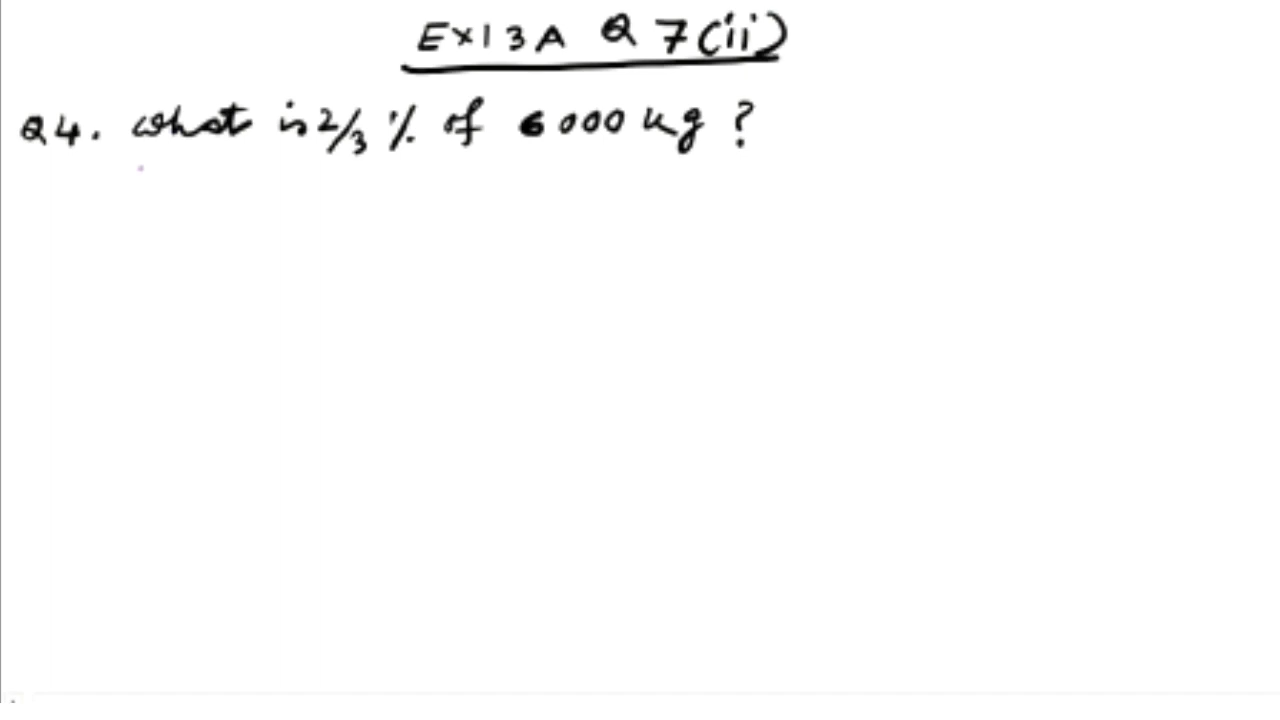 Ex 13A Q 7(ii)
Q4. What is 2/3 % of 6000 kg ?